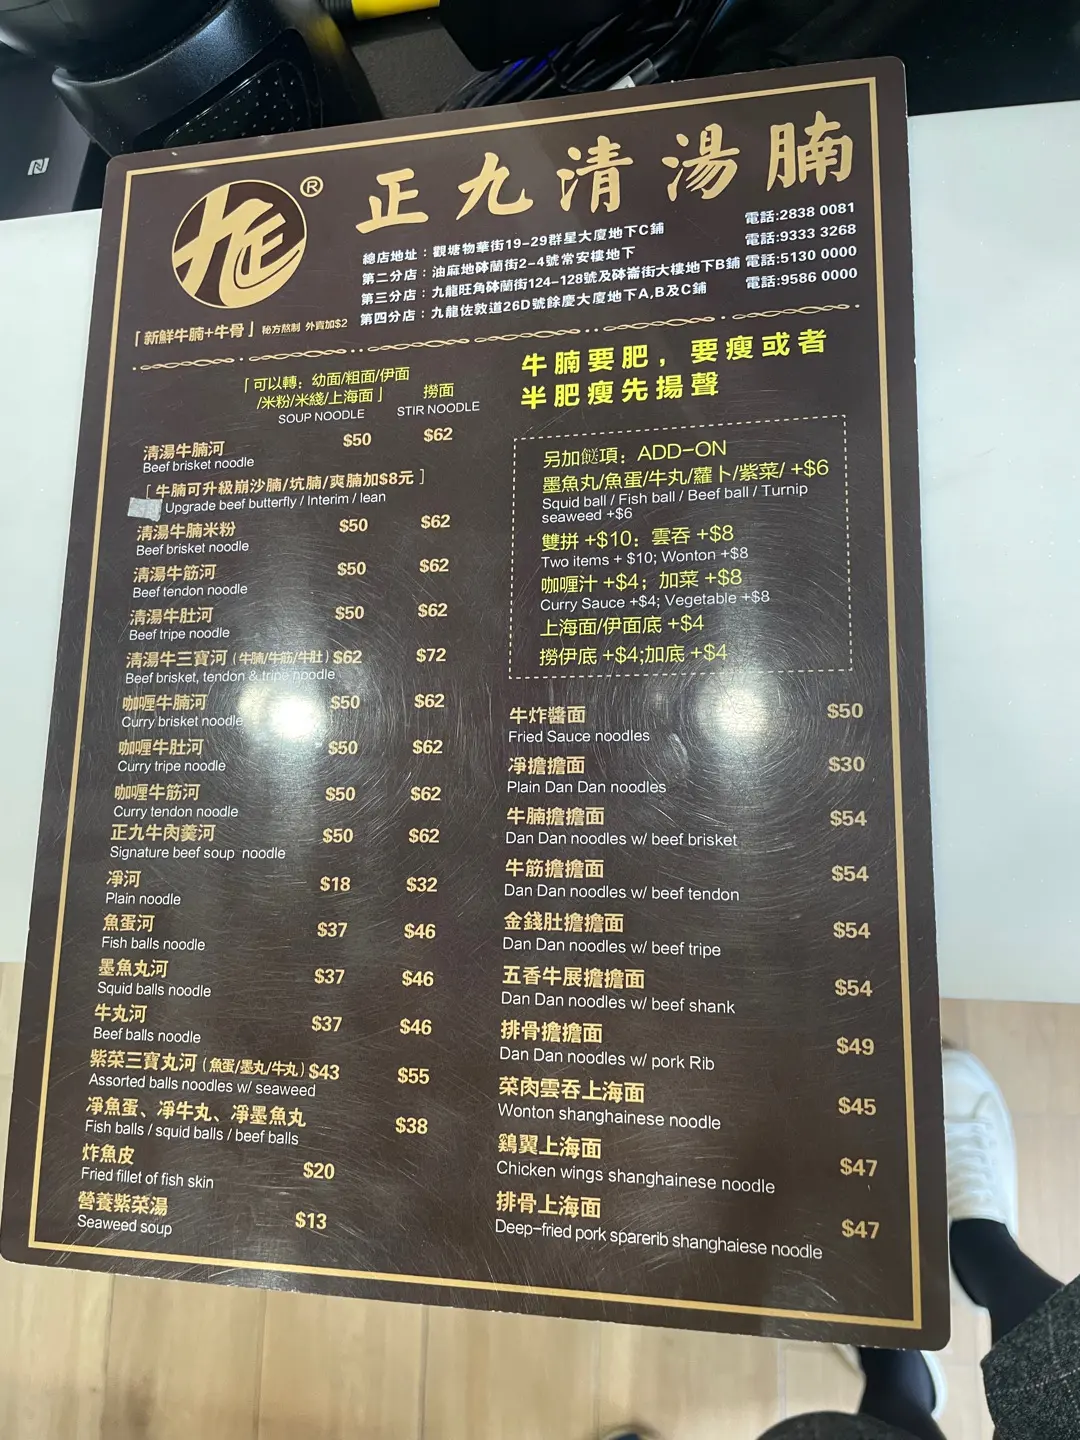 九正®
正九清湯腩
總店地址：觀塘物華街19-29群星大廈地下C鋪 電話:2838 0081
第二分店：油麻地砵蘭街2-4號常安樓地下 電話:9333 3268
第三分店：九龍旺角砵蘭街124-128號及砵崙街大樓地下B鋪 電話:5130 0000
第四分店：九龍佐敦道26D號餘慶大廈地下A,B及C鋪 電話:9586 0000
「新鮮牛腩+牛骨」秘方熬制 外賣加$2
「可以轉：幼面/粗面/伊面
/米粉/米綫/上海面」 撈面
SOUP NOODLE STIR NOODLE
清湯牛腩河 $50 $62
Beef brisket noodle
[ 牛腩可升級崩沙腩/坑腩/爽腩加$8元 ]
Upgrade beef butterfly / Interim / lean
清湯牛腩米粉 $50 $62
Beef brisket noodle
清湯牛筋河 $50 $62
Beef tendon noodle
清湯牛肚河 $50 $62
Beef tripe noodle
清湯牛三寶河 (牛腩/牛筋/牛肚) $62 $72
Beef brisket, tendon & tripe noodle
咖喱牛腩河 $50 $62
Curry brisket noodle
咖喱牛肚河 $50 $62
Curry tripe noodle
咖喱牛筋河 $50 $62
Curry tendon noodle
正九牛肉羹河 $50 $62
Signature beef soup noodle
凈河 $18 $32
Plain noodle
魚蛋河 $37 $46
Fish balls noodle
墨魚丸河 $37 $46
Squid balls noodle
牛丸河 $37 $46
Beef balls noodle
紫菜三寶丸河 (魚蛋/墨丸/牛丸) $43 $55
Assorted balls noodles w/ seaweed
凈魚蛋、凈牛丸、凈墨魚丸 $38
Fish balls / squid balls / beef balls
炸魚皮 $20
Fried fillet of fish skin
營養紫菜湯 $13
Seaweed soup
牛腩要肥，要瘦或者
半肥瘦先揚聲
另加餸項：ADD-ON
墨魚丸/魚蛋/牛丸/蘿卜/紫菜/ +$6
Squid ball / Fish ball / Beef ball / Turnip
seaweed +$6
雙拼 +$10；雲吞 +$8
Two items + $10; Wonton +$8
咖喱汁 +$4；加菜 +$8
Curry Sauce +$4; Vegetable +$8
上海面/伊面底 +$4
撈伊底 +$4;加底 +$4
牛炸醬面 $50
Fried Sauce noodles
凈擔擔面 $30
Plain Dan Dan noodles
牛腩擔擔面 $54
Dan Dan noodles w/ beef brisket
牛筋擔擔面 $54
Dan Dan noodles w/ beef tendon
金錢肚擔擔面 $54
Dan Dan noodles w/ beef tripe
五香牛展擔擔面 $54
Dan Dan noodles w/ beef shank
排骨擔擔面 $49
Dan Dan noodles w/ pork Rib
菜肉雲吞上海面 $45
Wonton shanghainese noodle
鷄翼上海面 $47
Chicken wings shanghainese noodle
排骨上海面 $47
Deep-fried pork sparerib shanghaiese noodle